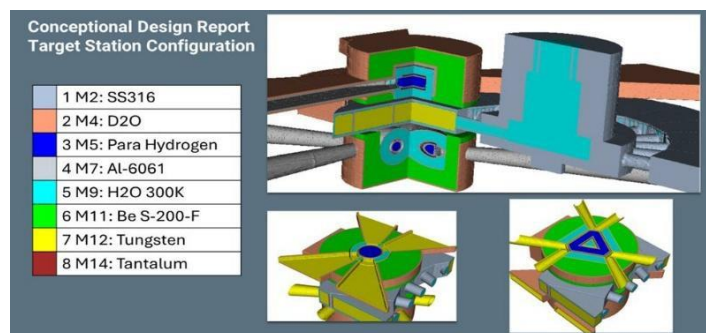 Conceptional Design Report
Target Station Configuration
1 M2: SS316
2 M4: D2O
3 M5: Para Hydrogen
4 M7: Al-6061
5 M9: H2O 300K
6 M11: Be S-200-F
7 M12: Tungsten
8 M14: Tantalum